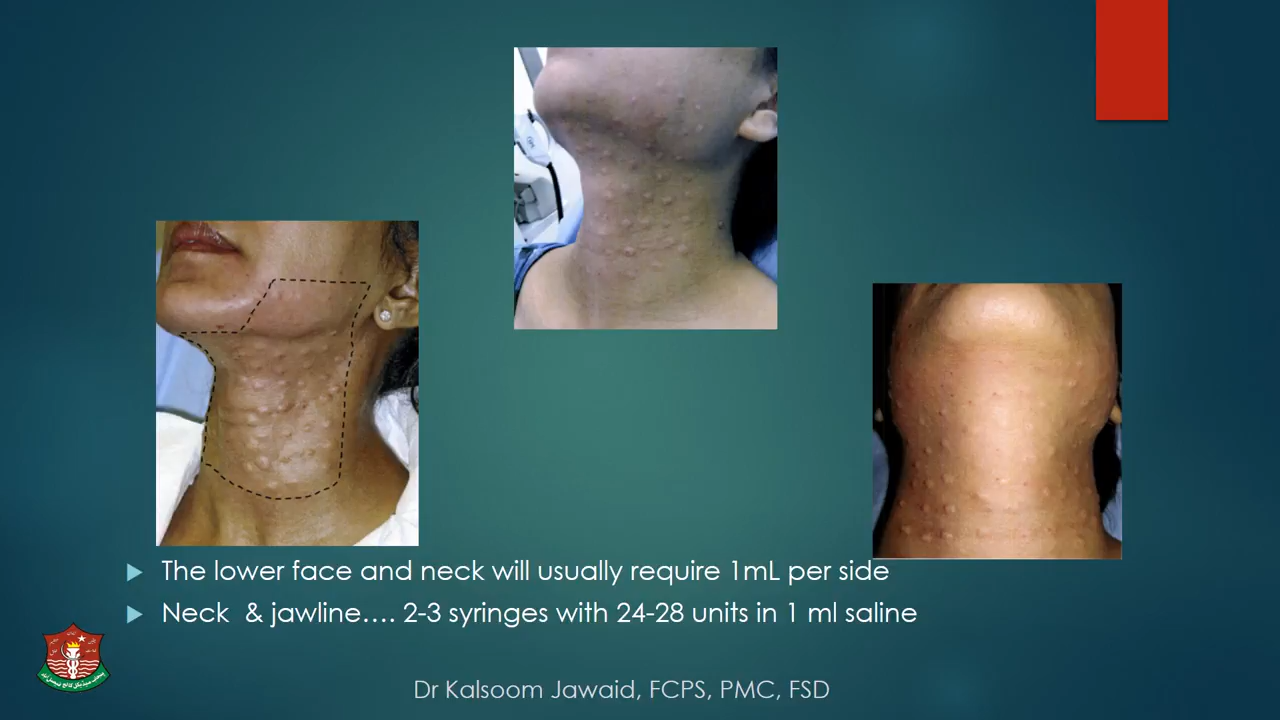 The lower face and neck will usually require 1mL per side
Neck  & jawline.... 2-3 syringes with 24-28 units in 1 ml saline
Dr Kalsoom Jawaid, FCPS, PMC, FSD